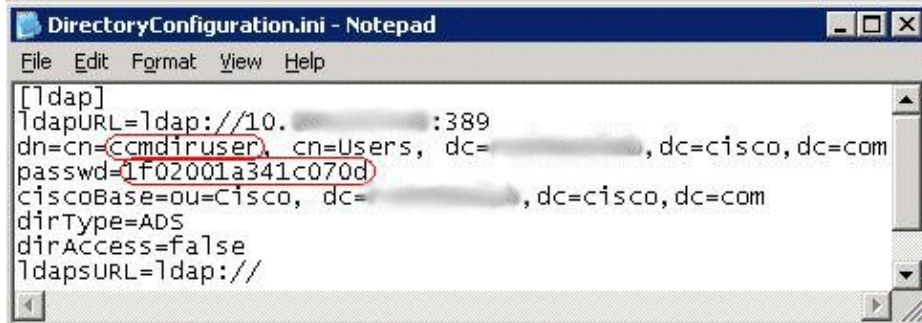 DirectoryConfiguration.ini - Notepad
File Edit Format View Help
[ldap]
ldapURL=ldap://10. :389
dn=cn=ccmdiruser, cn=Users, dc= ,dc=cisco,dc=com
passwd=1f02001a341c070d
ciscoBase=ou=Cisco, dc= ,dc=cisco,dc=com
dirType=ADS
dirAccess=false
ldapsURL=ldap://